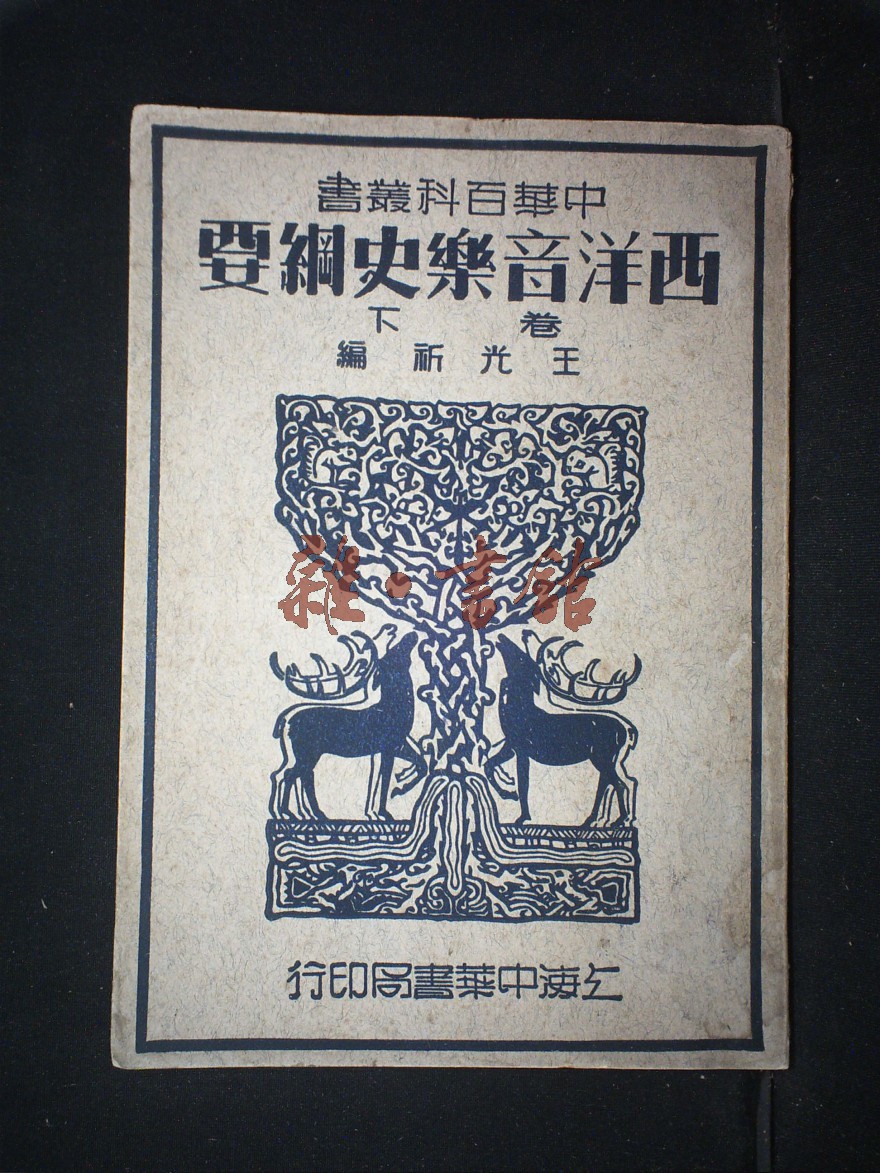 中華百科叢書
西洋音樂史綱要
卷下
王光祈編
雜·書館
上海中華書局印行